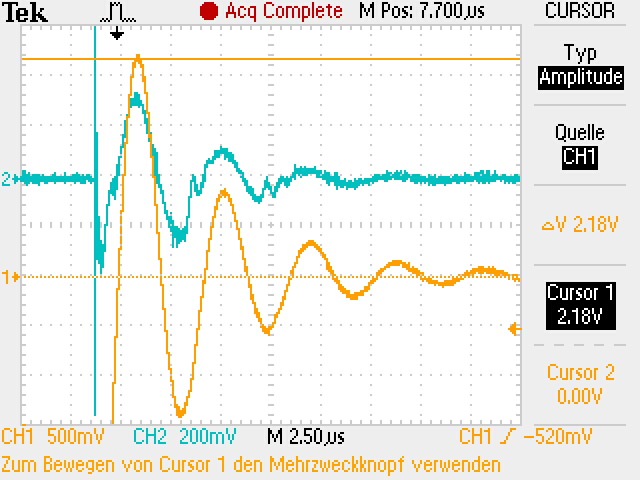 Tek Acq Complete M Pos: 7.700µs CURSOR
Typ
Amplitude
Quelle
CH1
△V 2.18V
Cursor 1
2.18V
Cursor 2
0.00V
2
1
CH1 500mV CH2 200mV M 2.50µs CH1 -520mV
Zum Bewegen von Cursor 1 den Mehrzweckknopf verwenden